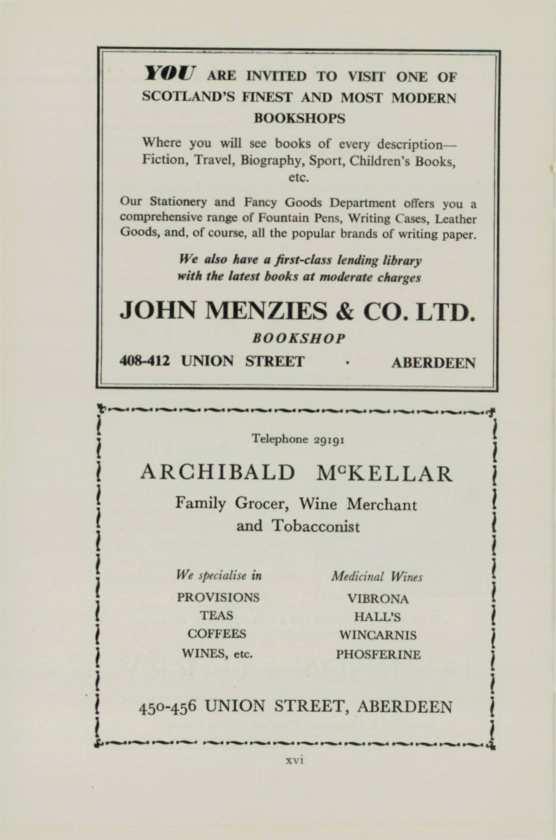 YOU ARE INVITED TO VISIT ONE OF
SCOTLAND'S FINEST AND MOST MODERN
BOOKSHOPS
Where you will see books of every description—
Fiction, Travel, Biography, Sport, Children's Books,
etc.
Our Stationery and Fancy Goods Department offers you a
comprehensive range of Fountain Pens, Writing Cases, Leather
Goods, and, of course, all the popular brands of writing paper.
We also have a first-class lending library
with the latest books at moderate charges
JOHN MENZIES & CO. LTD.
BOOKSHOP
408-412 UNION STREET · ABERDEEN
Telephone 29191
ARCHIBALD McKELLAR
Family Grocer, Wine Merchant
and Tobacconist
We specialise in
PROVISIONS
TEAS
COFFEES
WINES, etc.
Medicinal Wines
VIBRONA
HALL'S
WINCARNIS
PHOSFERINE
450-456 UNION STREET, ABERDEEN
xvi